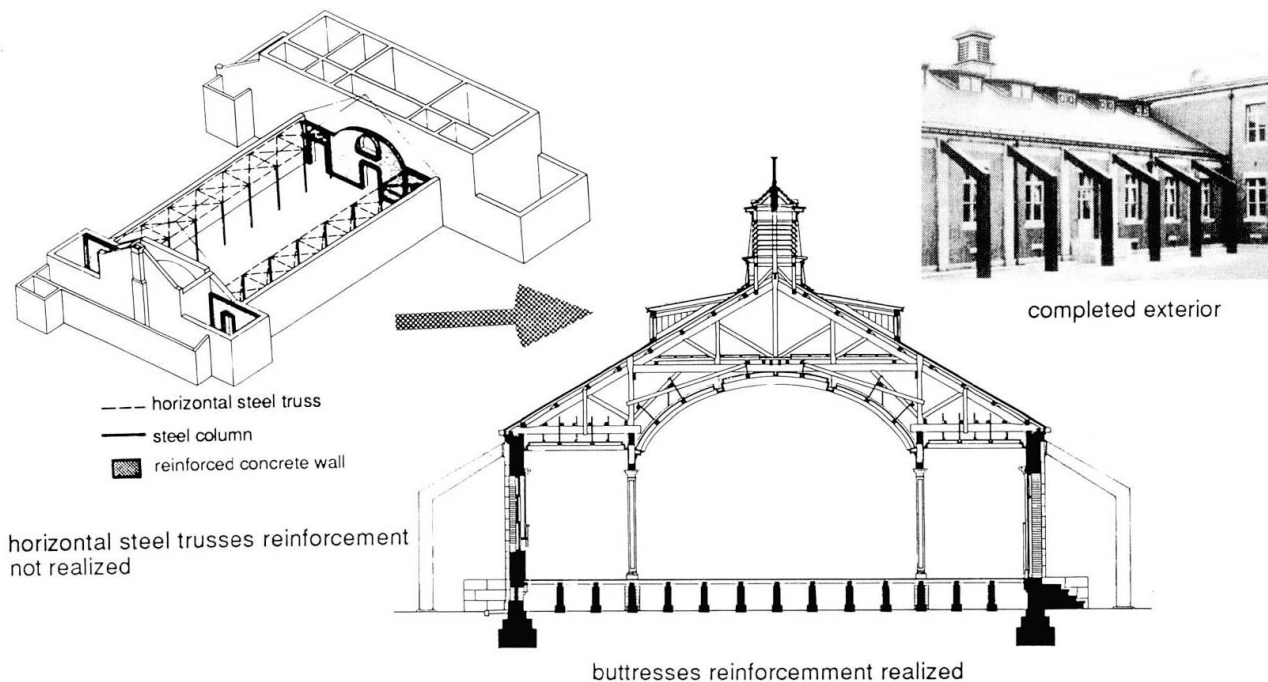 completed exterior
horizontal steel truss
steel column
reinforced concrete wall
horizontal steel trusses reinforcement
not realized
buttresses reinforcemment realized